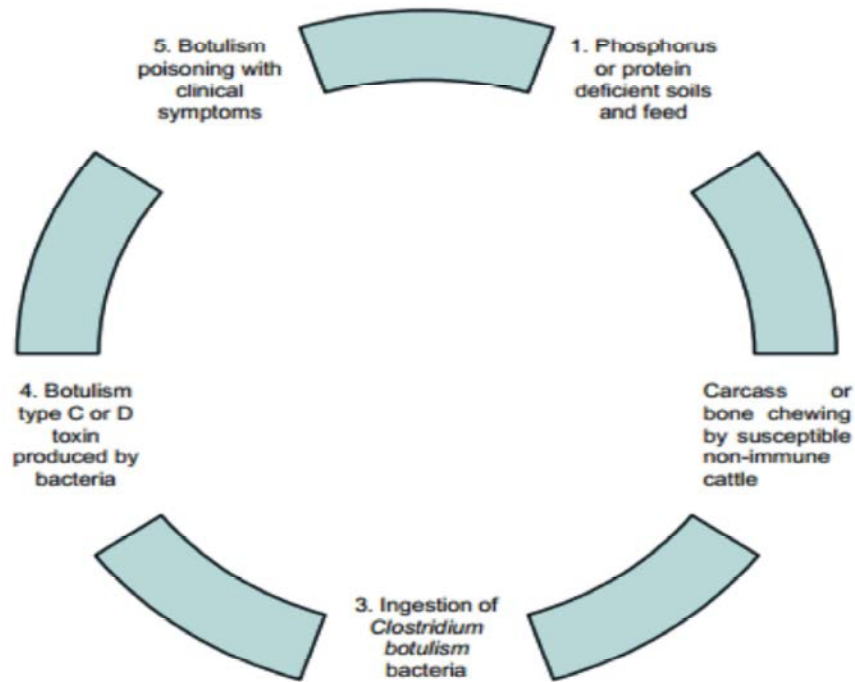 1. Phosphorus
or protein
deficient soils
and feed
Carcass or
bone chewing
by susceptible
non-immune
cattle
3. Ingestion of
Clostridium
botulism
bacteria
4. Botulism
type C or D
toxin
produced by
bacteria
5. Botulism
poisoning with
clinical
symptoms